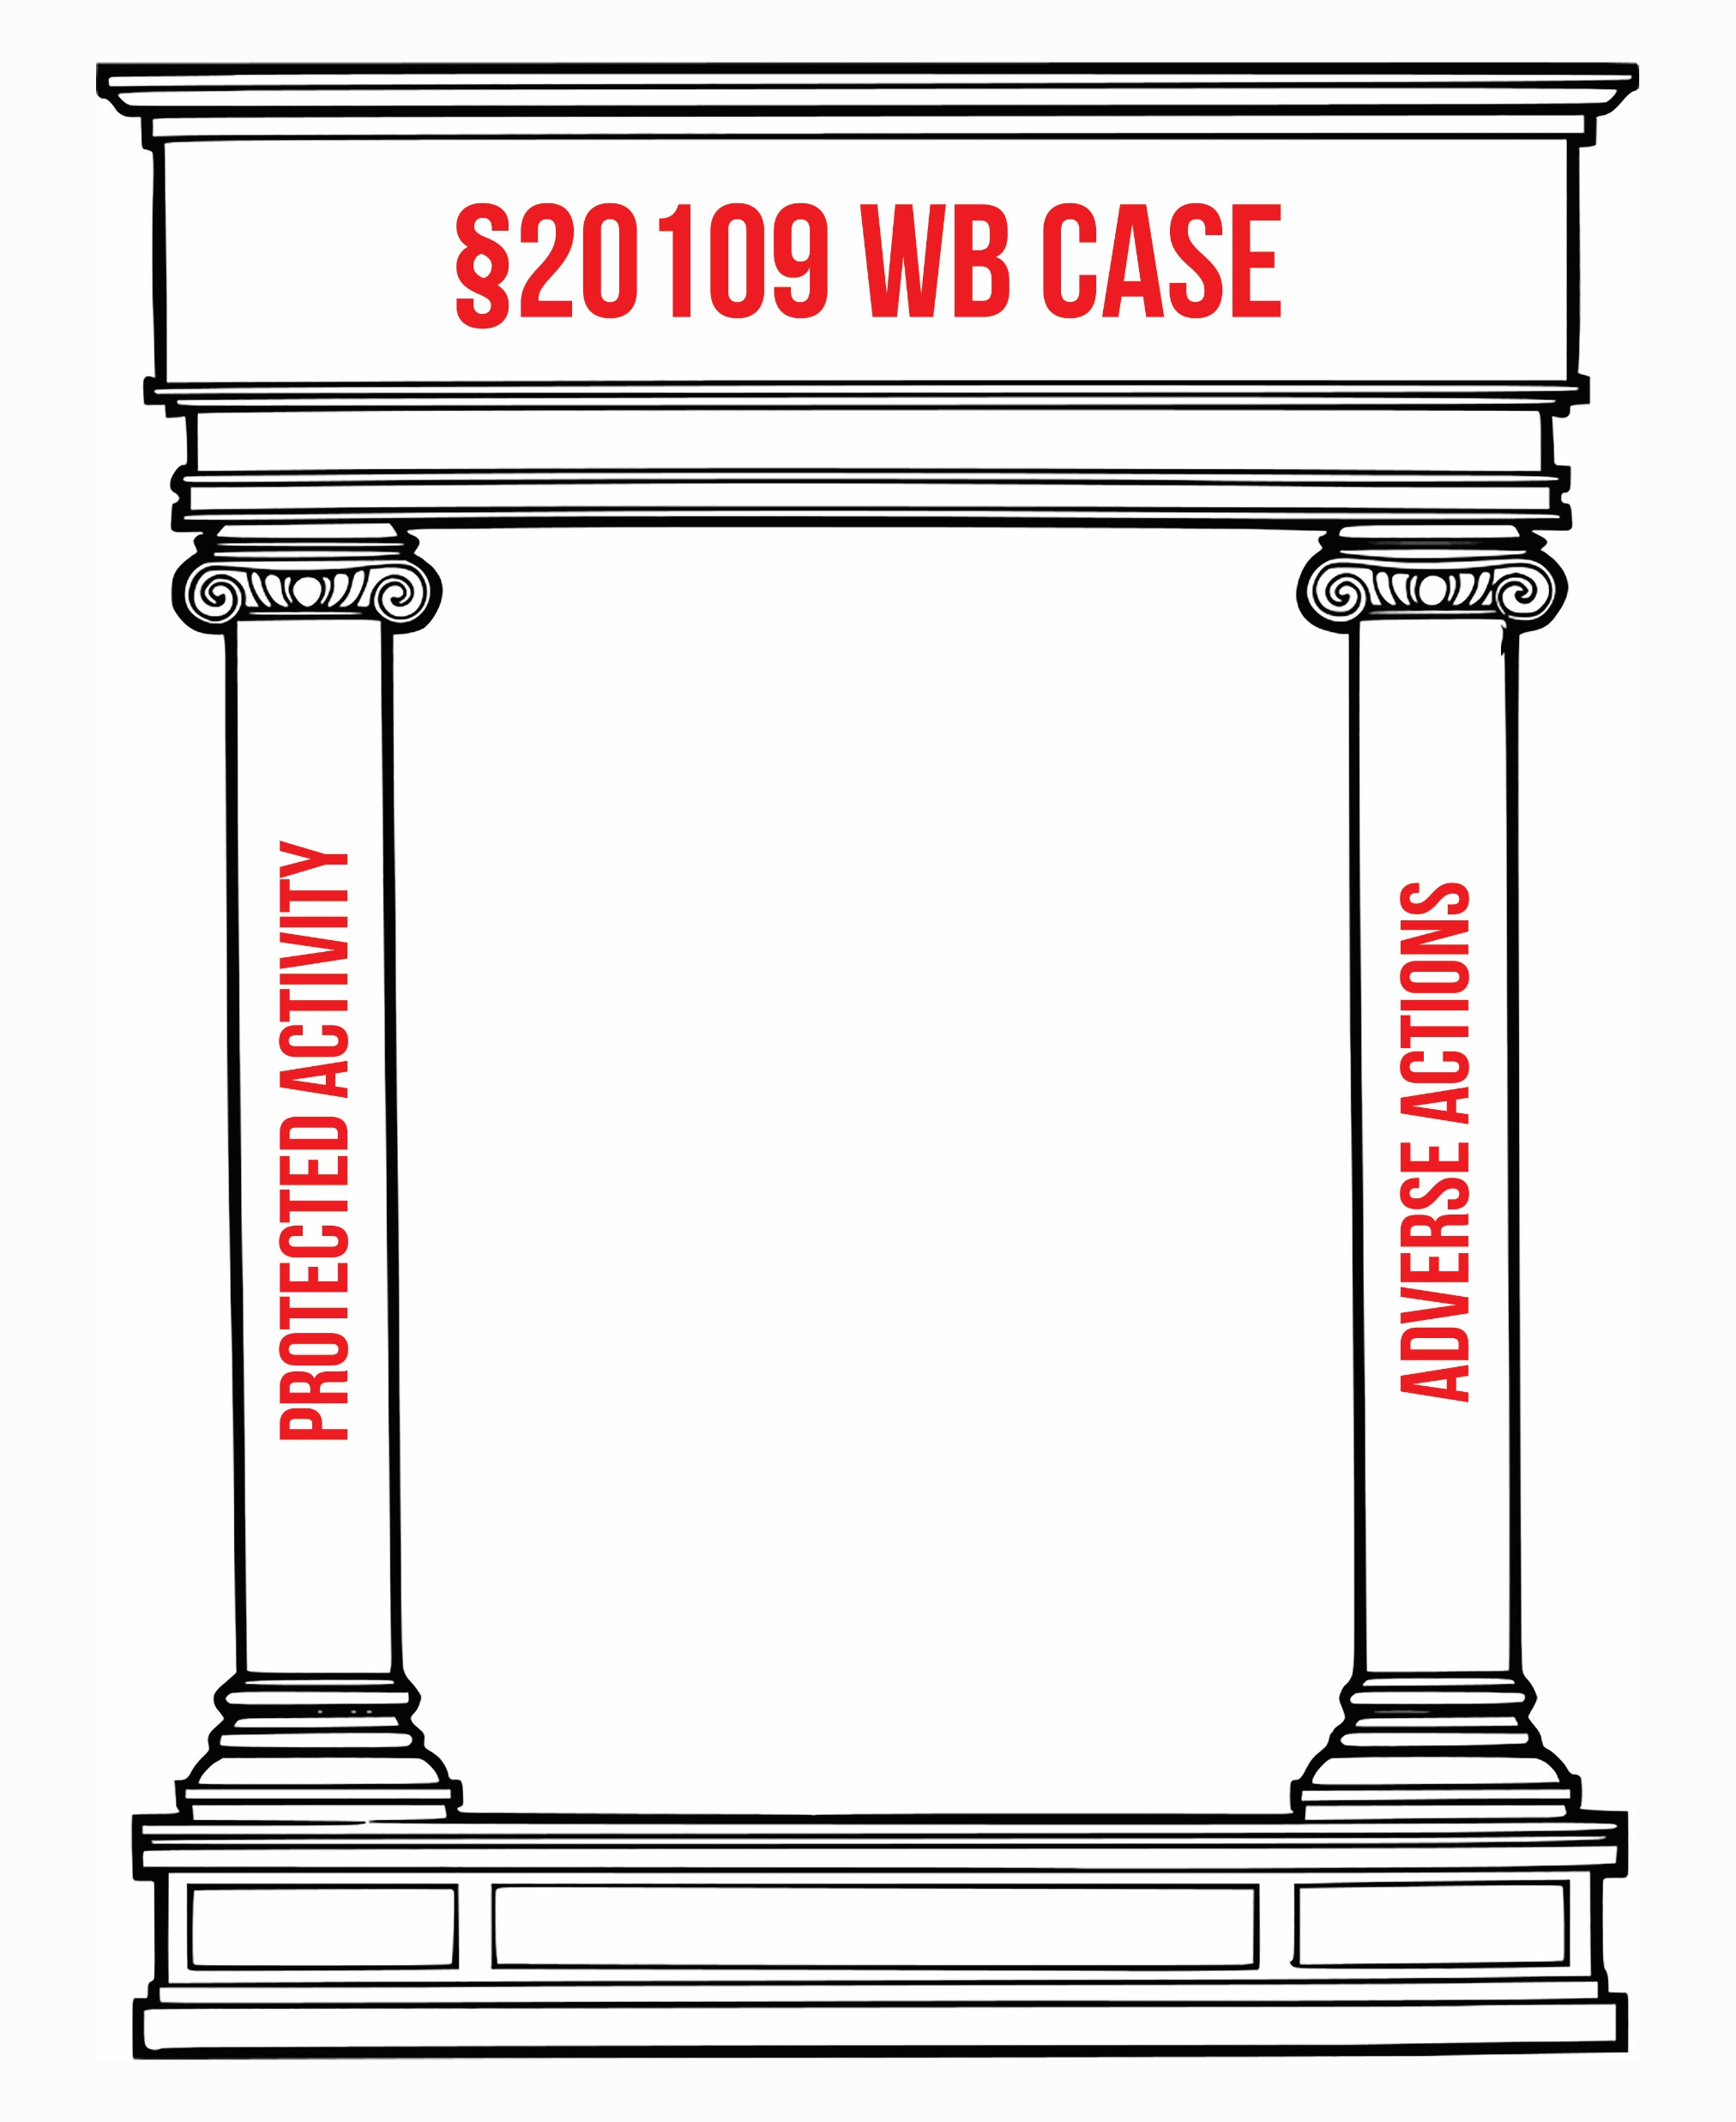 §20109 WB CASE
PROTECTED ACTIVITY
ADVERSE ACTIONS